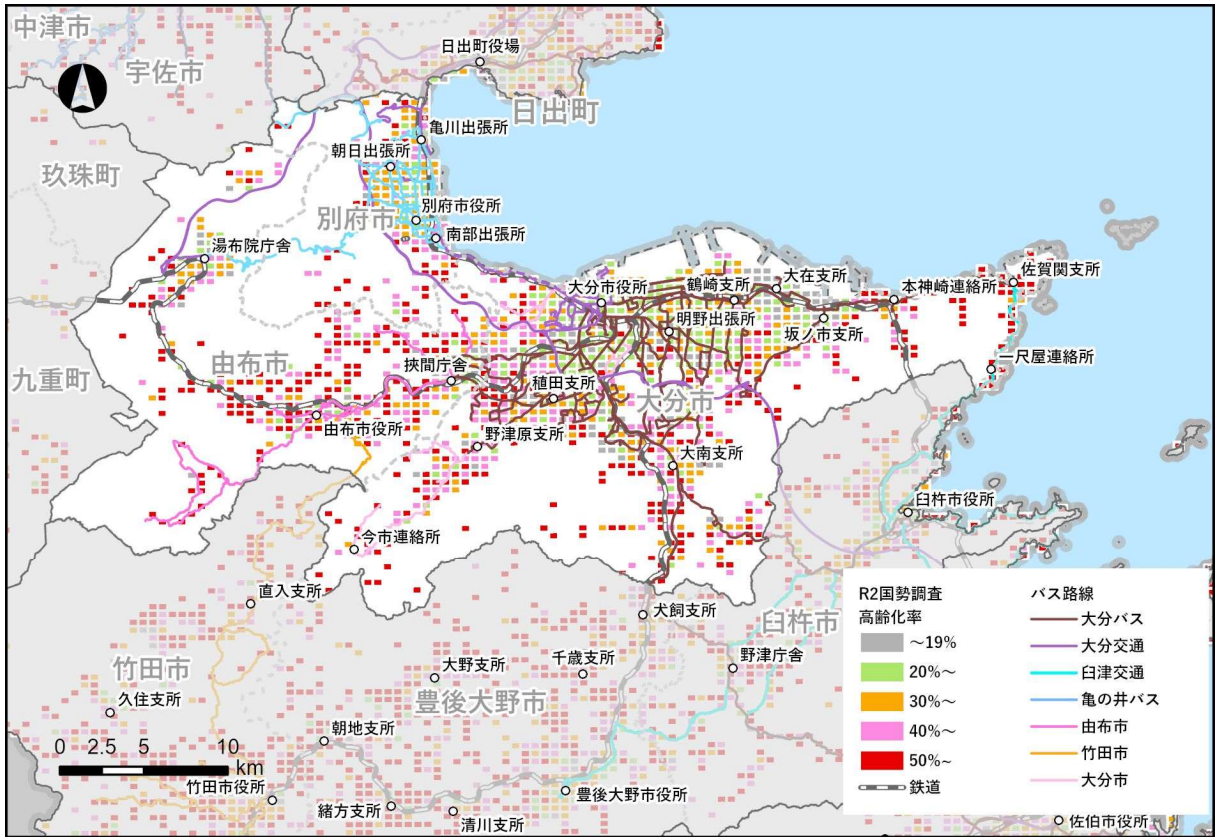 中津市
宇佐市
日出町役場
日出町
亀川出張所
朝日出張所
玖珠町
別府市役所
別府市
南部出張所
湯布院庁舎
佐賀関支所
大在支所
大分市役所
鶴崎支所
本神崎連絡所
明野出張所
坂ノ市支所
一尺屋連絡所
由布市
挾間庁舎
九重町
稙田支所
大分市
由布市役所
野津原支所
大南支所
臼杵市役所
今市連絡所
直入支所
犬飼支所
臼杵市
竹田市
大野支所
千歳支所
野津庁舎
久住支所
豊後大野市
朝地支所
0 2.5 5 10
km
竹田市役所
緒方支所
清川支所
豊後大野市役所
佐伯市役所
R2国勢調査
高齢化率
～19%
20%～
30%～
40%～
50%~
鉄道
バス路線
大分バス
大分交通
臼津交通
亀の井バス
由布市
竹田市
大分市